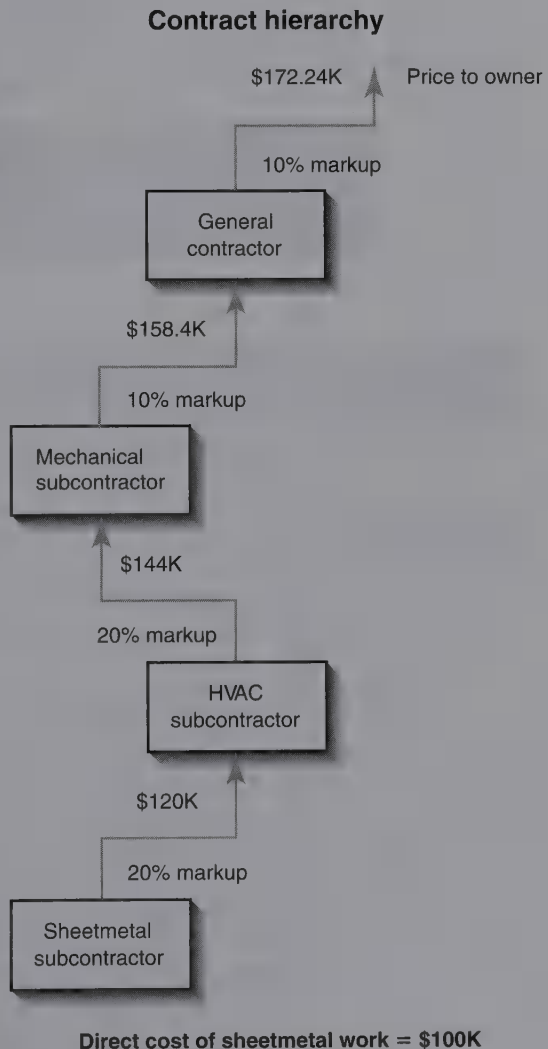 Contract hierarchy
$172.24K
Price to owner
10% markup
General
contractor
$158.4K
10% markup
Mechanical
subcontractor
$144K
20% markup
HVAC
subcontractor
$120K
20% markup
Sheetmetal
subcontractor
Direct cost of sheetmetal work = $100K